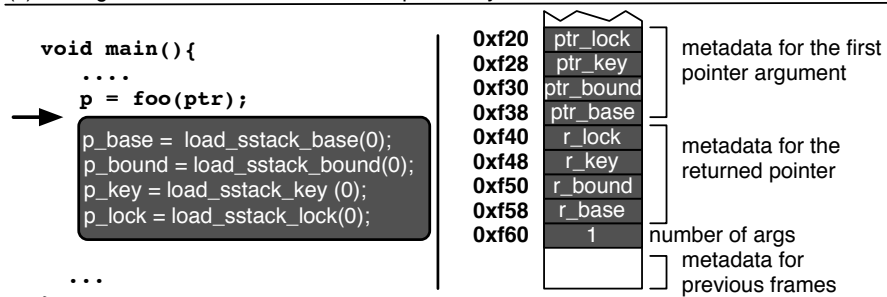 void main(){
....
p = foo(ptr);
p_base = load_sstack_base(0);
p_bound = load_sstack_bound(0);
p_key = load_sstack_key (0);
p_lock = load_sstack_lock(0);
...
0xf20 ptr_lock
0xf28 ptr_key
0xf30 ptr_bound
0xf38 ptr_base
0xf40 r_lock
0xf48 r_key
0xf50 r_bound
0xf58 r_base
0xf60 1 number of args
metadata for the first
pointer argument
metadata for the
returned pointer
metadata for
previous frames